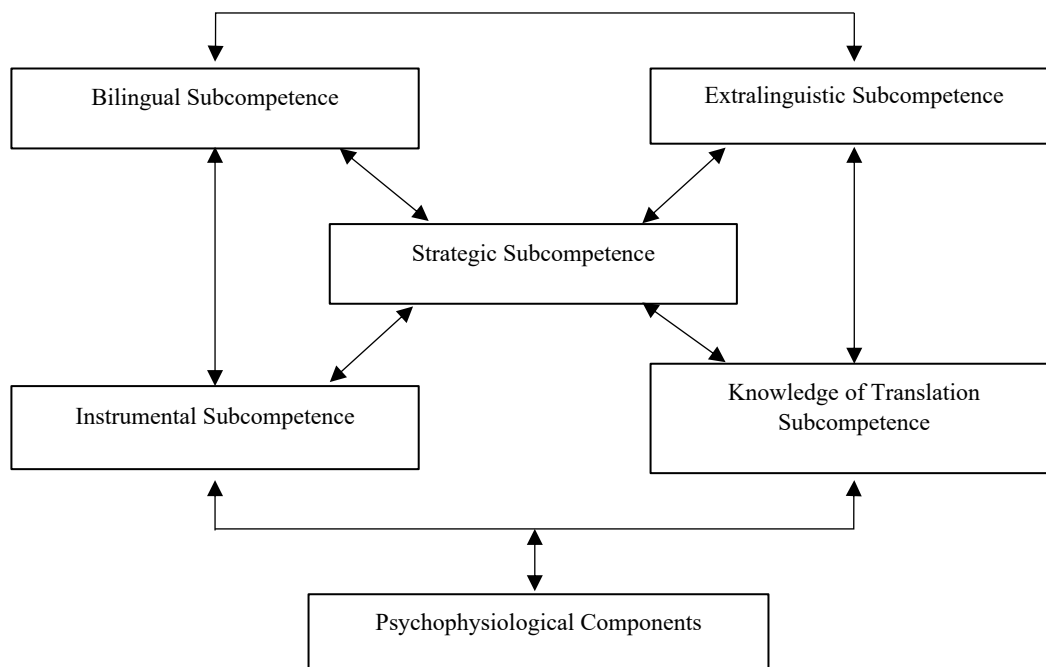 Bilingual Subcompetence
Extralinguistic Subcompetence
Strategic Subcompetence
Instrumental Subcompetence
Knowledge of Translation
Subcompetence
Psychophysiological Components